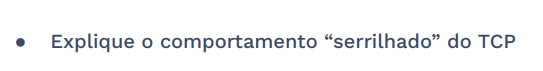 ● Explique o comportamento “serrilhado” do TCP